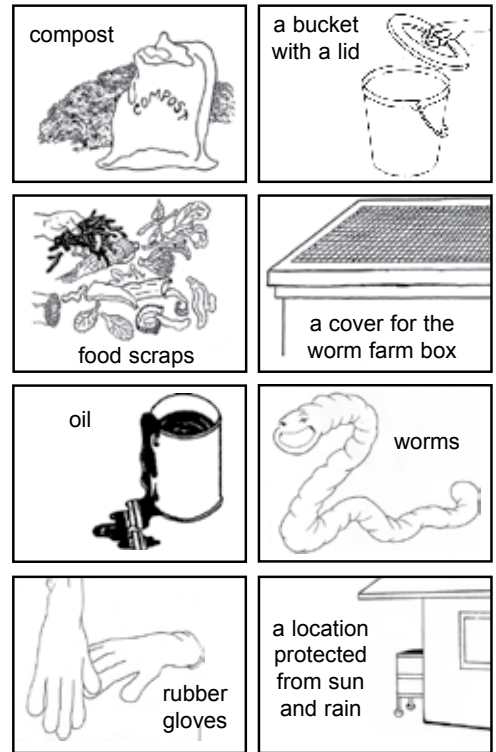 compost
COMPOST
a bucket
with a lid
food scraps
a cover for the
worm farm box
oil
worms
rubber
gloves
a location
protected
from sun
and rain